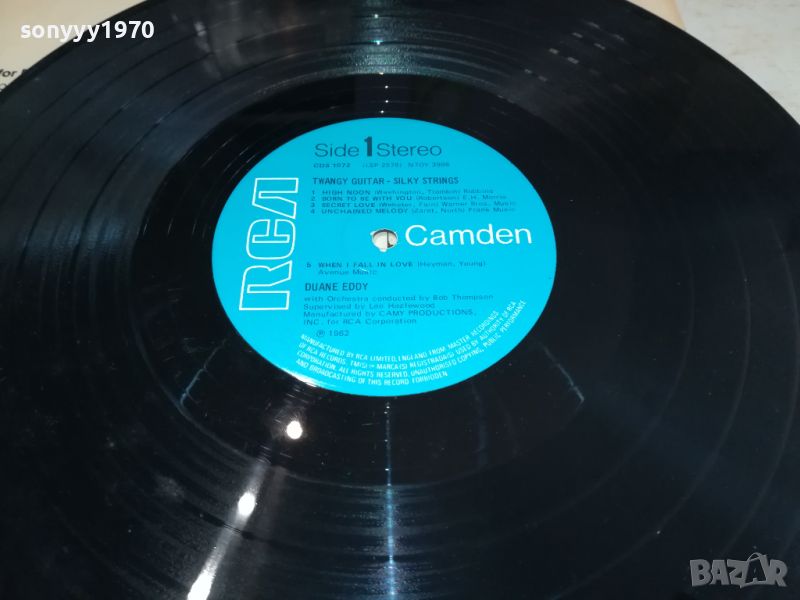 sonyyy1970
for
Side 1 Stereo
CDS 1072 (LSP 2576) NTOY 3906
TWANGY GUITAR - SILKY STRINGS
1 HIGH NOON (Washington, Tiomkin) Robbins
2 BORN TO BE WITH YOU (Robertson) E.H. Morris
3 SECRET LOVE (Webster, Fain) Warner Bros. Music
4 UNCHAINED MELODY (Zaret, North) Frank Music
RCA
Camden
5 WHEN I FALL IN LOVE (Heyman, Young)
Avenue Music
DUANE EDDY
with Orchestra conducted by Bob Thompson
Supervised by Lee Hazlewood
Manufactured by CAMY PRODUCTIONS,
INC. for RCA Corporation
℗ 1962
MANUFACTURED BY RCA LIMITED, ENGLAND FROM MASTER RECORDINGS
OF RCA RECORDS. TM(S) ® MARCA(S) REGISTRADA(S) USED BY AUTHORITY OF RCA
CORPORATION. ALL RIGHTS RESERVED. UNAUTHORISED COPYING, PUBLIC PERFORMANCE
AND BROADCASTING OF THIS RECORD FORBIDDEN
BAZAR